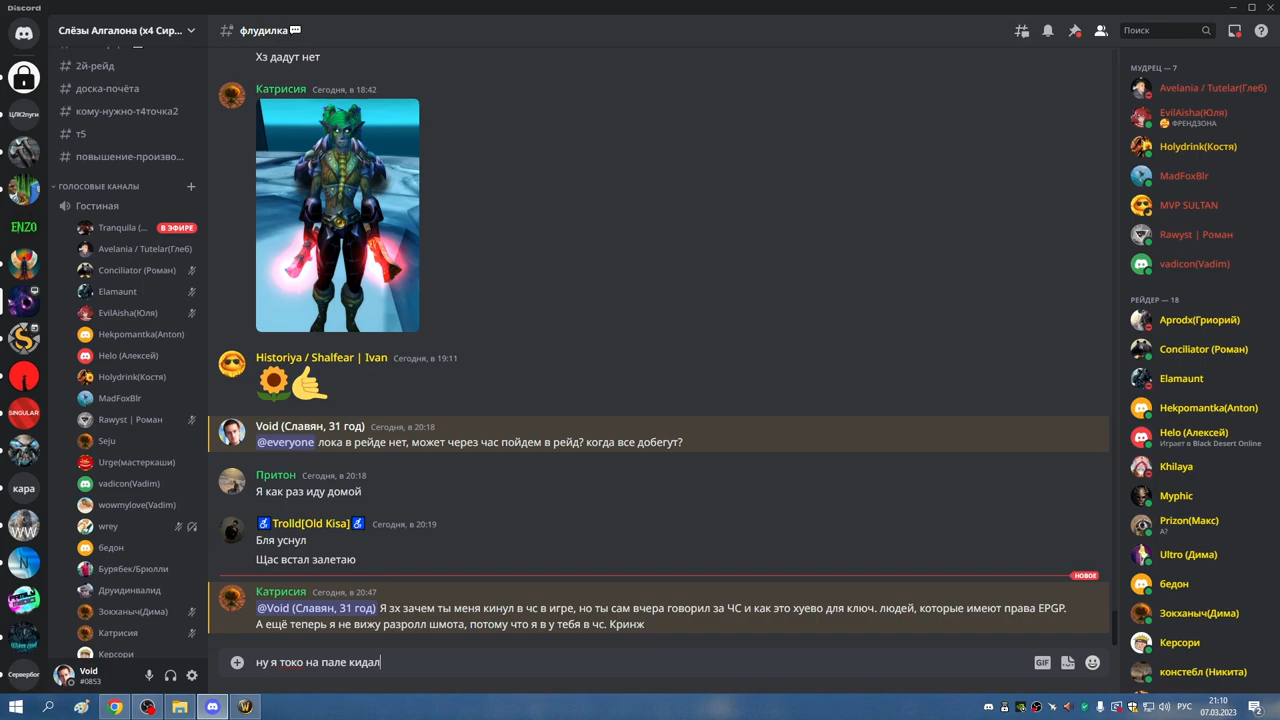 Discord
Слёзы Алгалона (x4 Сир...
флудилка
Поиск
2й-рейд
доска-почёта
кому-нужно-т4точка2
т5
повышение-произво...
ГОЛОСОВЫЕ КАНАЛЫ
Гостиная
Tranquila (... В ЭФИРЕ
Avelania / Tutelar(Глеб)
Conciliator (Роман)
Elamaunt
EvilAisha(Юля)
Hekpomantka(Anton)
Helo (Алексей)
Holydrink(Костя)
MadFoxBlr
Rawyst | Роман
Seju
Urge(мастеркаши)
vadicon(Vadim)
wowmylove(Vadim)
wrey
бедон
Бурябек/Брюлли
Друидинвалид
Зокханыч(Дима)
Катрисия
Керсори
Void
#0853
ЦЛК2пуги
ENZO
SINGULAR
кара
WW
Сервербог
Хз дадут нет
Катрисия Сегодня, в 18:42
Historiya / Shalfear | Ivan Сегодня, в 19:11
Void (Славян, 31 год) Сегодня, в 20:18
@everyone лока в рейде нет, может через час пойдем в рейд? когда все добегут?
Притон Сегодня, в 20:18
Я как раз иду домой
Trolld[Old Kisa] Сегодня, в 20:19
Бля уснул
Щас встал залетаю
НОВОЕ
Катрисия Сегодня, в 20:47
@Void (Славян, 31 год) Я зх зачем ты меня кинул в чс в игре, но ты сам вчера говорил за ЧС и как это хуево для ключ. людей, которые имеют права EPGP.
А ещё теперь я не вижу разролл шмота, потому что я в у тебя в чс. Кринж
ну я токо на пале кидал
GIF
МУДРЕЦ — 7
Avelania / Tutelar(Глеб)
EvilAisha(Юля)
ФРЕНДЗОНА
Holydrink(Костя)
MadFoxBlr
MVP SULTAN
Rawyst | Роман
vadicon(Vadim)
РЕЙДЕР — 18
Aprodx(Гриорий)
Conciliator (Роман)
Elamaunt
Hekpomantka(Anton)
Helo (Алексей)
Играет в Black Desert Online
Khilaya
Myphic
Prizon(Макс)
А?
Ultro (Дима)
бедон
Зокханыч(Дима)
Керсори
констебл (Никита)
РУС
21:10
07.03.2023
2